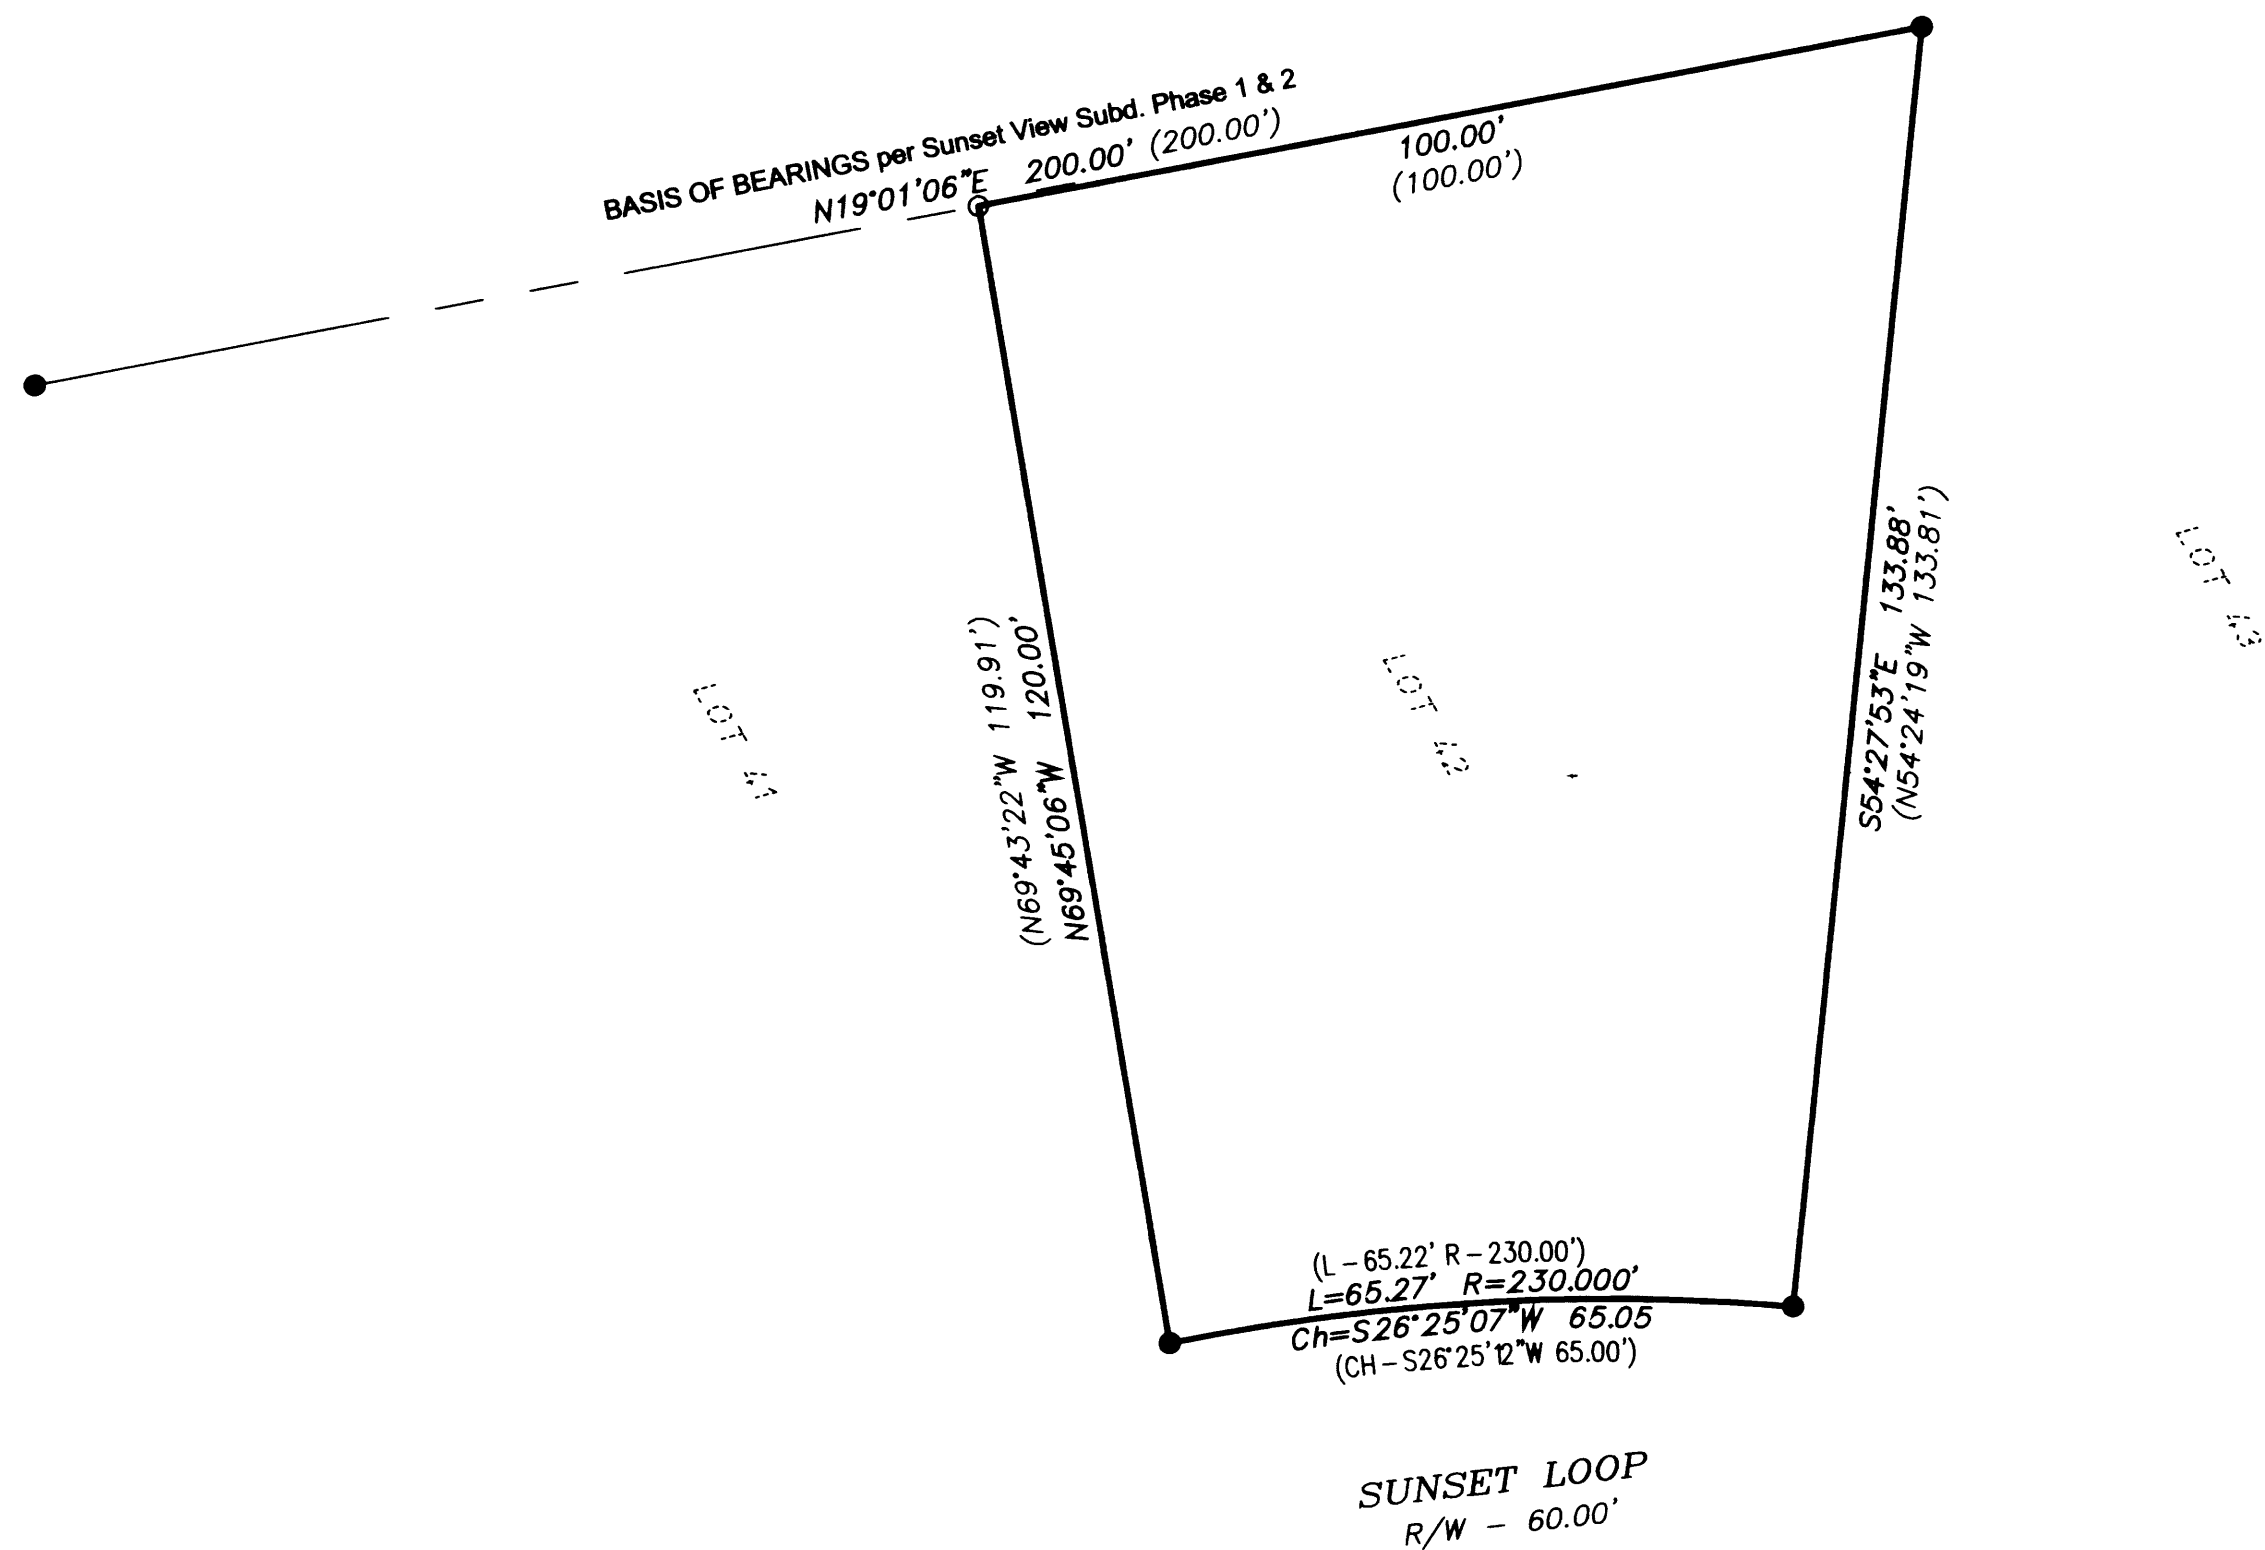 BASIS OF BEARINGS per Sunset View Subd. Phase 1 & 2
N19°01'06"E 200.00' (200.00')
100.00'
(100.00')
(N69°43'22"W 119.91')
N69°45'06"W 120.00'
S54°27'53"E 133.88'
(N54°24'19"W 133.81')
LOT 41
LOT 42
LOT 43
(L-65.22' R-230.00')
L=65.27' R=230.000'
Ch=S26°25'07"W 65.05
(CH-S26°25'12"W 65.00')
SUNSET LOOP
R/W - 60.00'